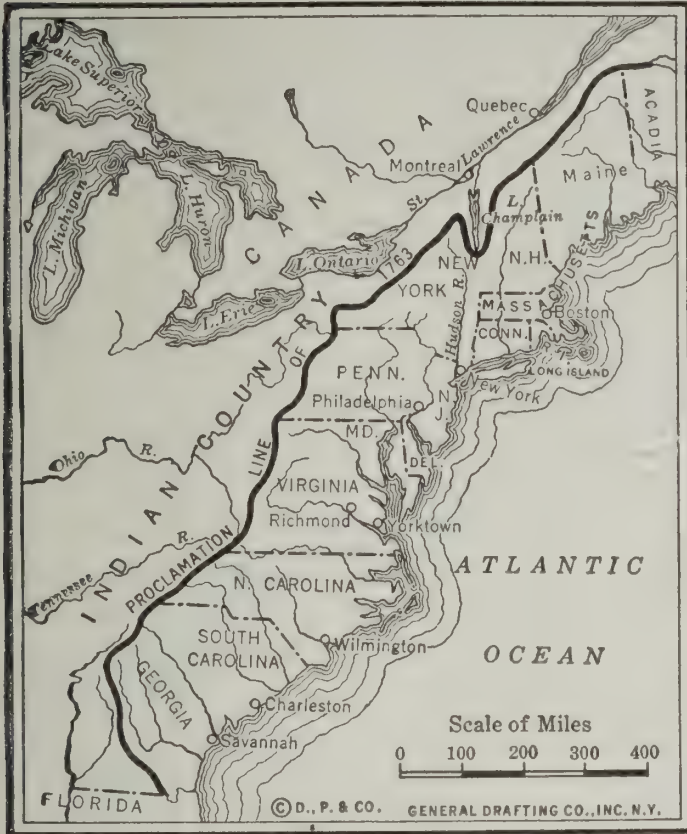 Lake Superior
L. Michigan
L. Huron
CANADA
Quebec
Montreal
St. Lawrence
ACADIA
Maine
L. Champlain
L. Ontario
L. Erie
NEW YORK
N.H.
MASSACHUSETTS
Boston
CONN.
LONG ISLAND
Hudson R.
New York
PENN.
Philadelphia
N. J.
MD.
DEL.
INDIAN COUNTRY
PROCLAMATION LINE OF 1763
Ohio R.
Tennessee R.
VIRGINIA
Richmond
Yorktown
N. CAROLINA
Wilmington
SOUTH CAROLINA
Charleston
GEORGIA
Savannah
FLORIDA
ATLANTIC
OCEAN
Scale of Miles
0 100 200 300 400
© D., P. & CO. GENERAL DRAFTING CO., INC. N.Y.